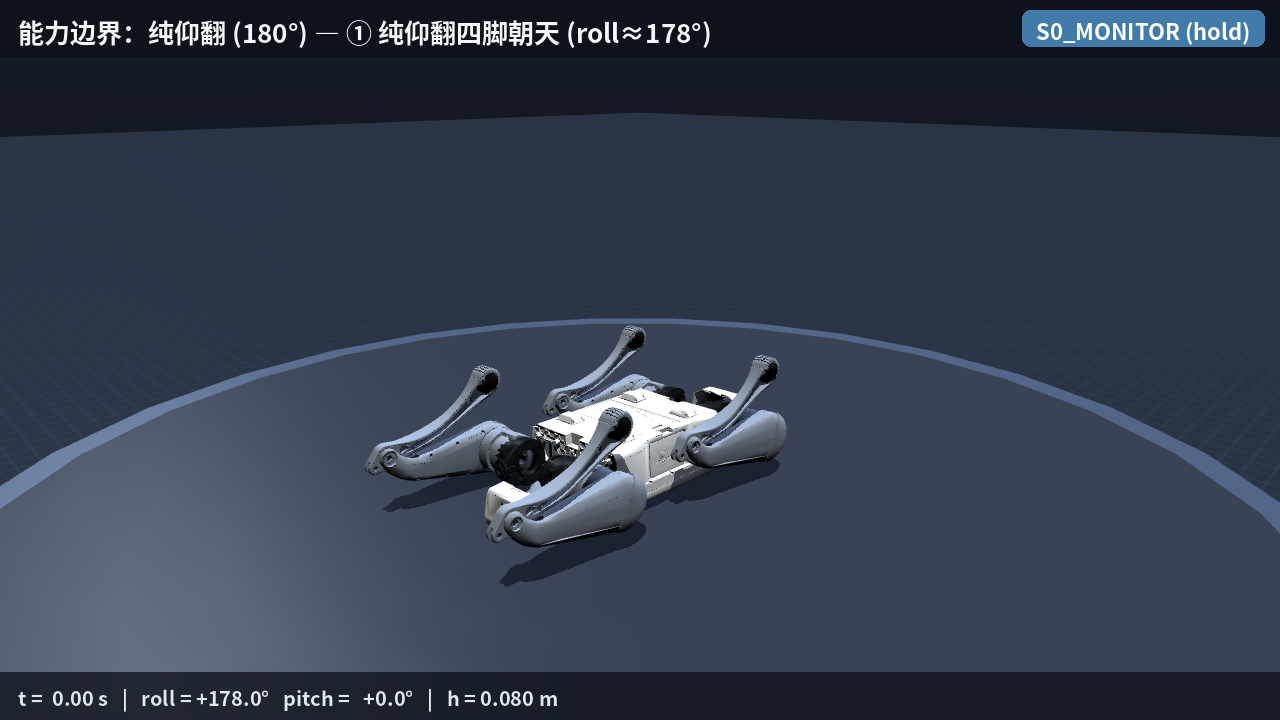 能力边界：纯仰翻 (180°) — ① 纯仰翻四脚朝天 (roll≈178°)
S0_MONITOR (hold)
t = 0.00 s | roll = +178.0° pitch = +0.0° | h = 0.080 m